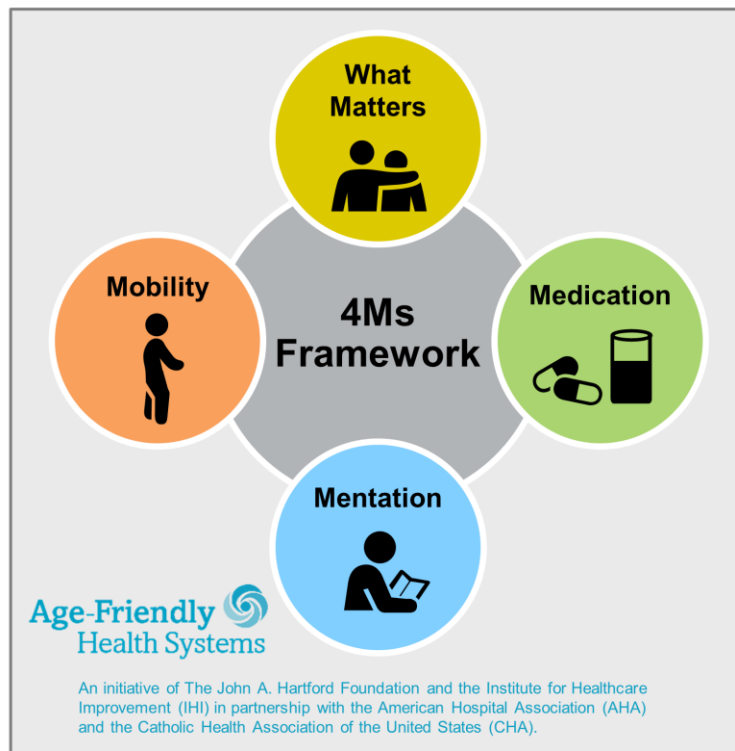 What
Matters
Mobility
4Ms
Framework
Medication
Mentation
Age-Friendly
Health Systems
An initiative of The John A. Hartford Foundation and the Institute for Healthcare
Improvement (IHI) in partnership with the American Hospital Association (AHA)
and the Catholic Health Association of the United States (CHA).